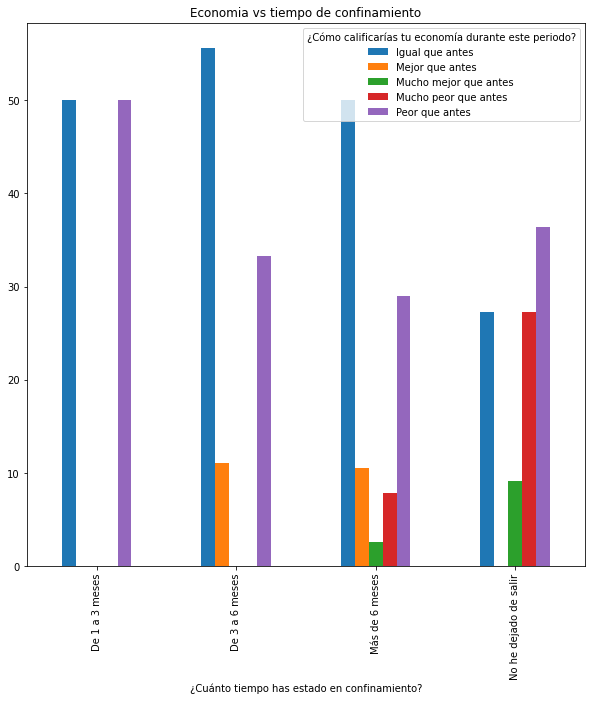 Economia vs tiempo de confinamiento
¿Cómo calificarías tu economía durante este periodo?
Igual que antes
Mejor que antes
Mucho mejor que antes
Mucho peor que antes
Peor que antes
50
40
30
20
10
0
De 1 a 3 meses
De 3 a 6 meses
Más de 6 meses
No he dejado de salir
¿Cuánto tiempo has estado en confinamiento?